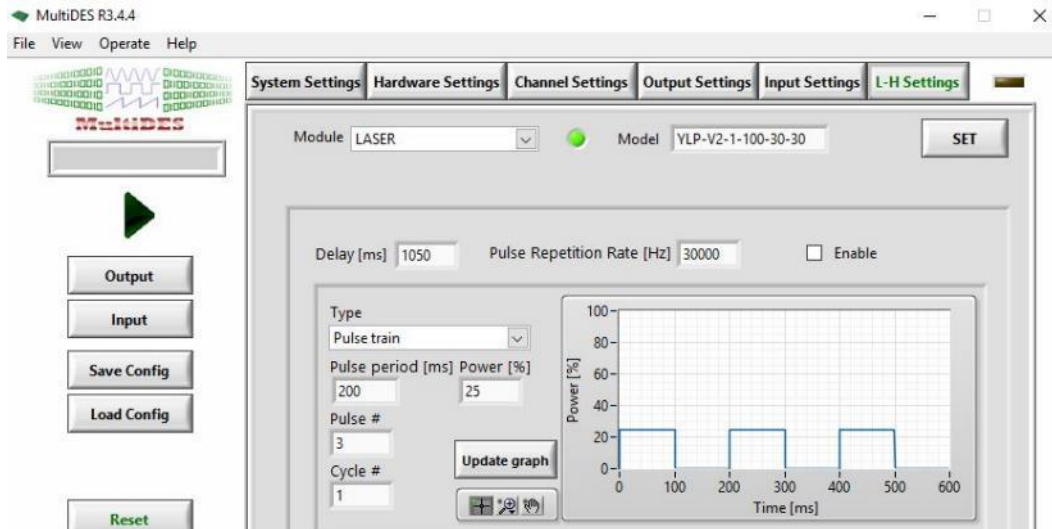 MultiDES R3.4.4
File View Operate Help
System Settings Hardware Settings Channel Settings Output Settings Input Settings L-H Settings
MultiDES
Module LASER Model YLP-V2-1-100-30-30 SET
Delay [ms] 1050 Pulse Repetition Rate [Hz] 30000 Enable
Output
Input
Save Config
Load Config
Reset
Type
Pulse train
Pulse period [ms] Power [%]
200 25
Pulse #
3
Cycle #
1
Update graph
Power [%]
100
80
60
40
20
0
0 100 200 300 400 500 600
Time [ms]